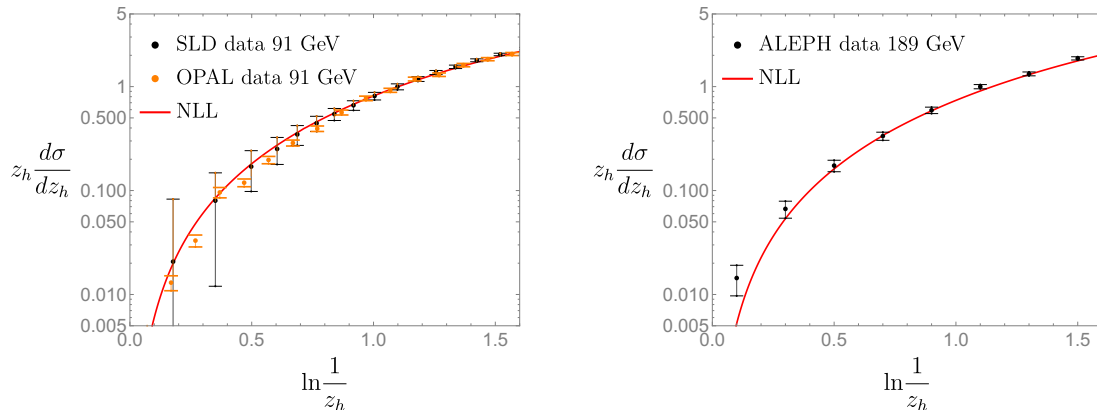 5
1
0.500
0.100
0.050
0.010
0.005
z_h dσ/dz_h
SLD data 91 GeV
OPAL data 91 GeV
NLL
0.0 0.5 1.0 1.5
ln 1/z_h
5
1
0.500
0.100
0.050
0.010
0.005
z_h dσ/dz_h
ALEPH data 189 GeV
NLL
0.0 0.5 1.0 1.5
ln 1/z_h